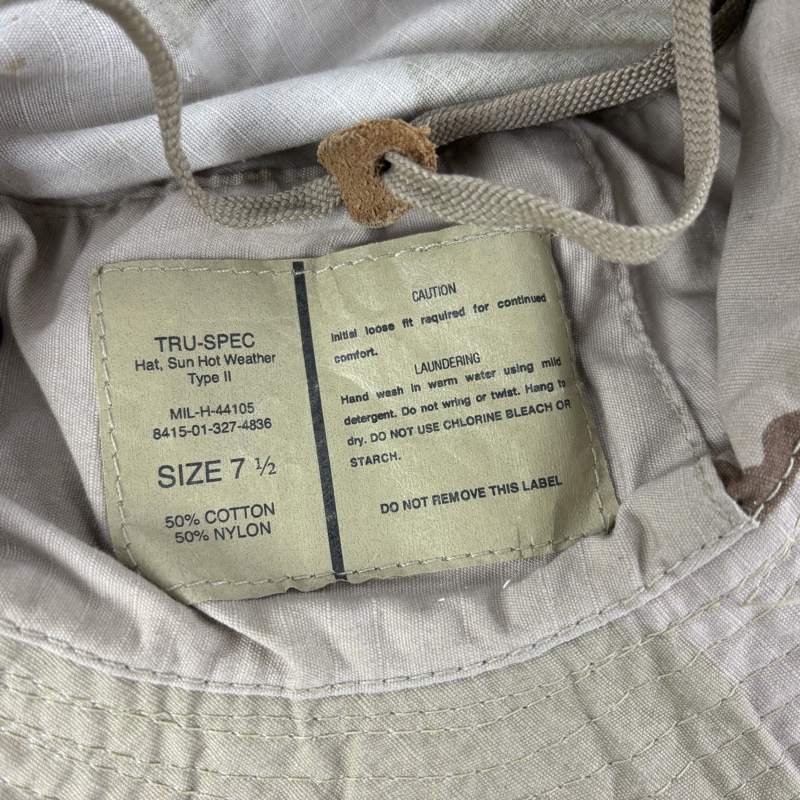 TRU-SPEC
Hat, Sun Hot Weather
Type II
MIL-H-44105
8415-01-327-4836
SIZE 7 ½
50% COTTON
50% NYLON
CAUTION
Initial loose fit required for continued
comfort.
LAUNDERING
Hand wash in warm water using mild
detergent. Do not wring or twist. Hang to
dry. DO NOT USE CHLORINE BLEACH OR
STARCH.
DO NOT REMOVE THIS LABEL